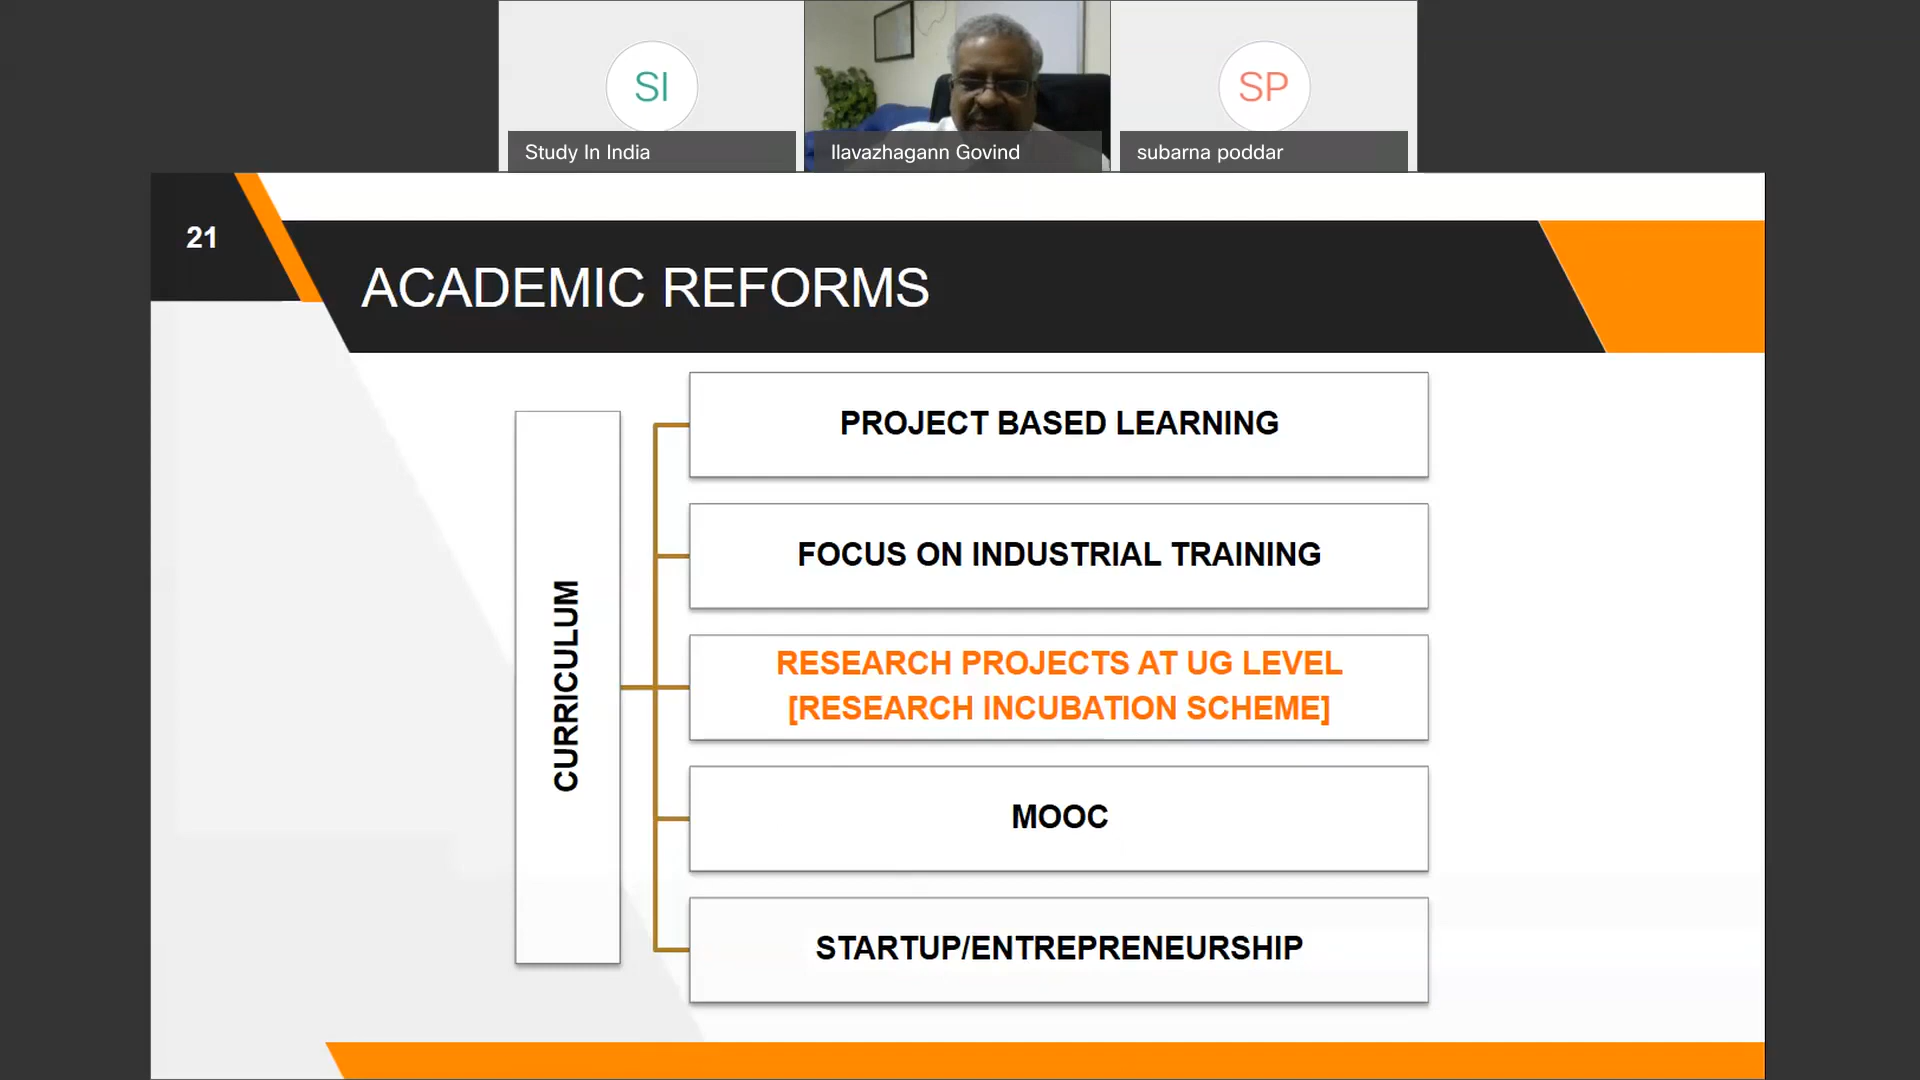 SI
SP
Study In India
Ilavazhagann Govind
subarna poddar
21
ACADEMIC REFORMS
CURRICULUM
PROJECT BASED LEARNING
FOCUS ON INDUSTRIAL TRAINING
RESEARCH PROJECTS AT UG LEVEL
[RESEARCH INCUBATION SCHEME]
MOOC
STARTUP/ENTREPRENEURSHIP